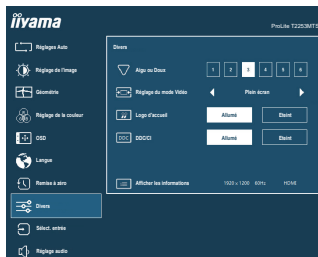 iiyama
ProLite T2253MTS
Réglages Auto
Divers
Réglage de l'image
Aigu ou Doux
1 2 3 4 5 6
Géométrie
Réglage du mode Vidéo
Plein écran
Réglage de la couleur
Logo d'accueil
Allumé
Eteint
OSD
DDC DDC/CI
Allumé
Eteint
Langue
Remise à zéro
Afficher les informations
1920 x 1200 60Hz HDMI
Divers
Sélect. entrée
Réglage audio